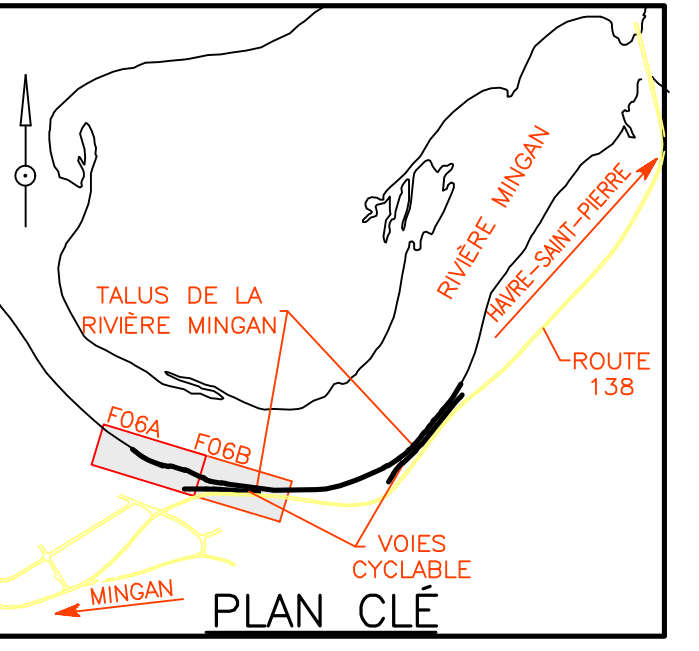 RIVIÈRE MINGAN
HAVRE-SAINT-PIERRE
TALUS DE LA
RIVIÈRE MINGAN
ROUTE
138
F06A
F06B
VOIES
CYCLABLE
MINGAN
PLAN CLÉ